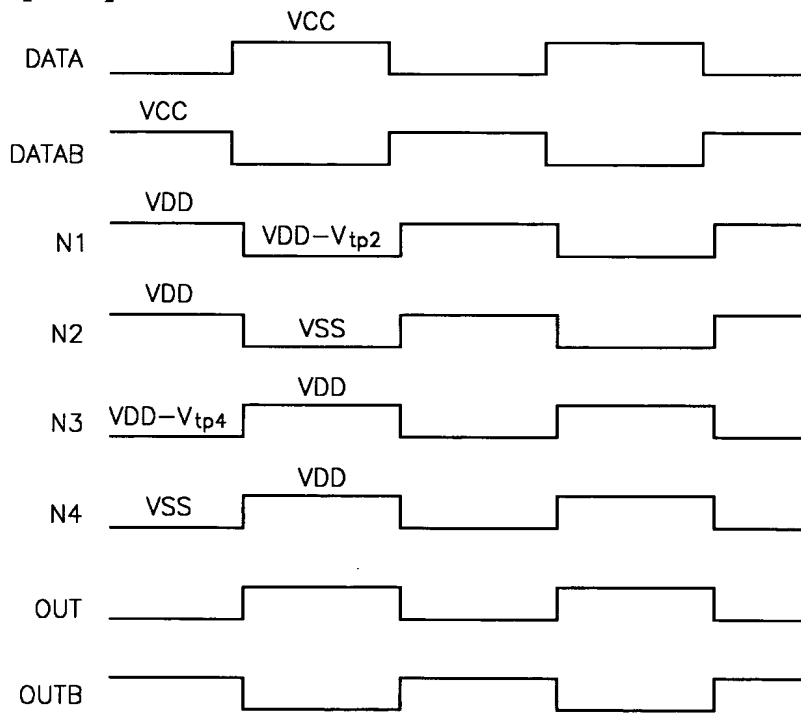 VCC
DATA
VCC
DATAB
VDD
N1 VDD-Vtp2
VDD
N2 VSS
VDD
N3 VDD-Vtp4
VDD
N4 VSS
OUT
OUTB